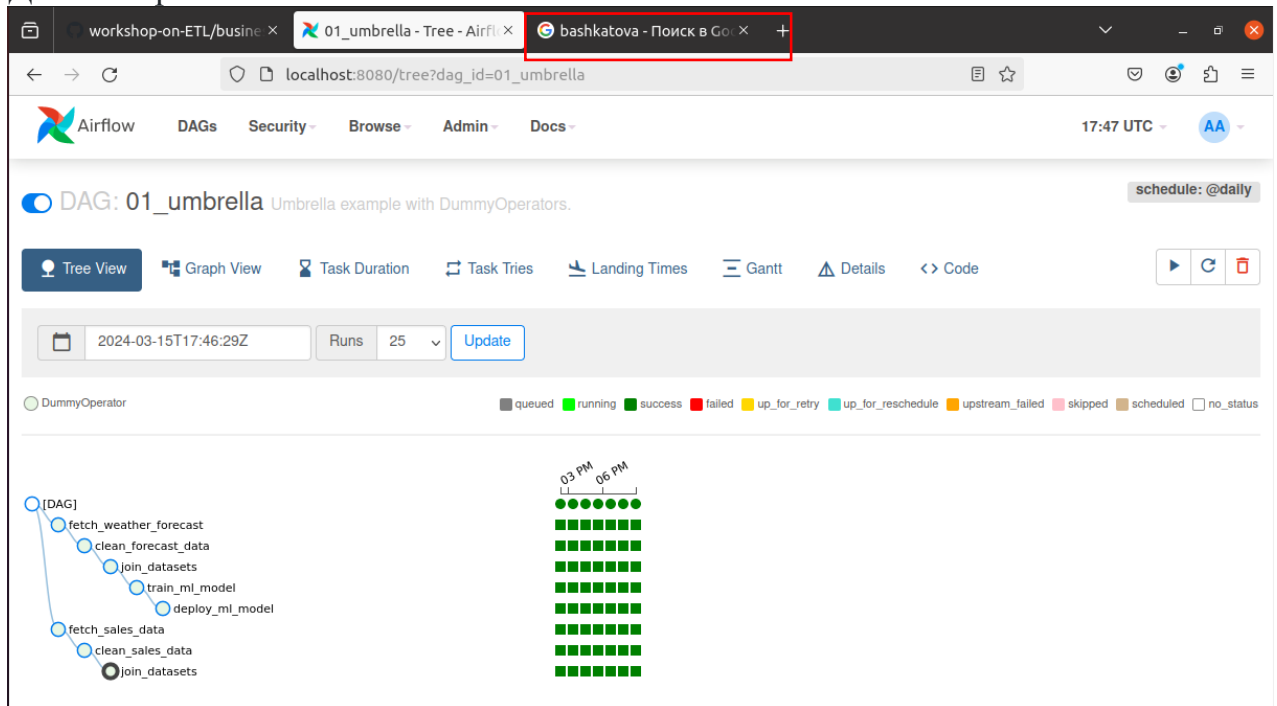 workshop-on-ETL/busine
01_umbrella - Tree - Airfl
bashkatova - Поиск в Goo
localhost:8080/tree?dag_id=01_umbrella
Airflow DAGs Security Browse Admin Docs 17:47 UTC AA
DAG: 01_umbrella Umbrella example with DummyOperators. schedule: @daily
Tree View Graph View Task Duration Task Tries Landing Times Gantt Details <> Code
2024-03-15T17:46:29Z Runs 25 Update
DummyOperator queued running success failed up_for_retry up_for_reschedule upstream_failed skipped scheduled no_status
03 PM 06 PM
[DAG]
fetch_weather_forecast
clean_forecast_data
join_datasets
train_ml_model
deploy_ml_model
fetch_sales_data
clean_sales_data
join_datasets